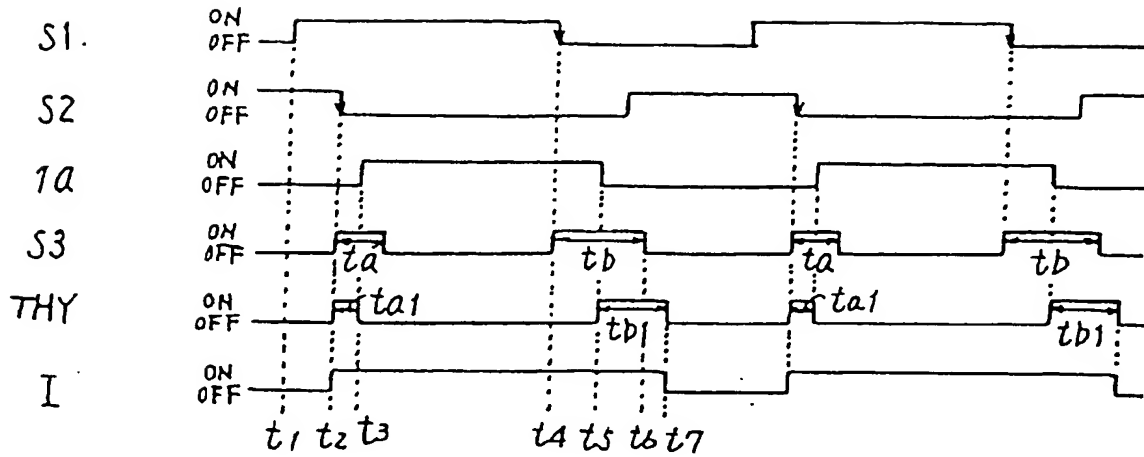 S1. ON
OFF
S2 ON
OFF
1a ON
OFF
S3 ON
OFF ta tb ta tb
THY ON
OFF ta1 tb1 ta1 tb1
I ON
OFF
t1 t2 t3 t4 t5 t6 t7